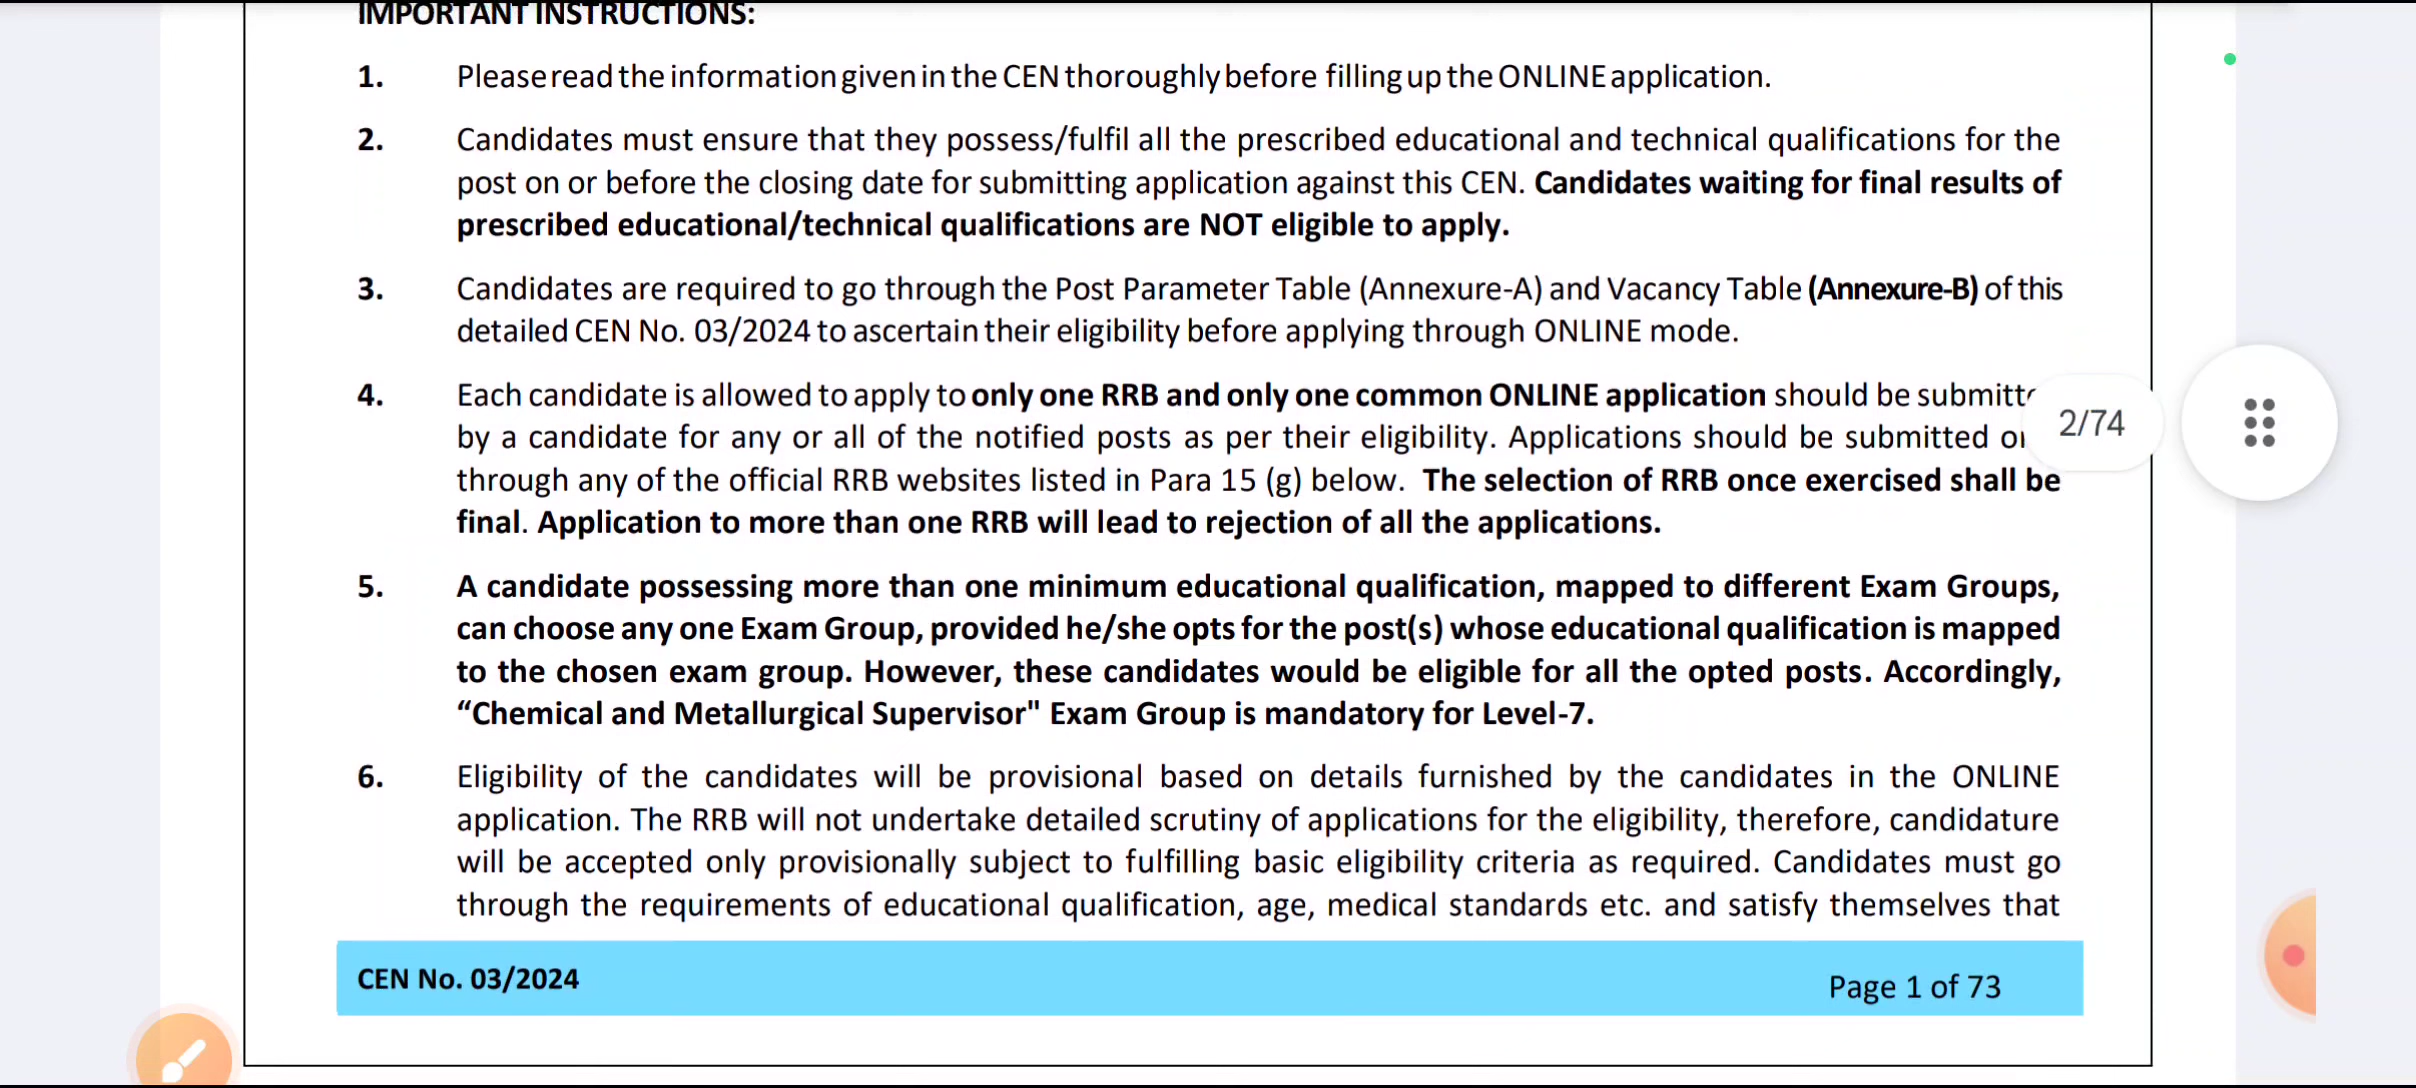 IMPORTANT INSTRUCTIONS:
1. Please read the information given in the CEN thoroughly before filling up the ONLINE application.
2. Candidates must ensure that they possess/fulfil all the prescribed educational and technical qualifications for the
post on or before the closing date for submitting application against this CEN. Candidates waiting for final results of
prescribed educational/technical qualifications are NOT eligible to apply.
3. Candidates are required to go through the Post Parameter Table (Annexure-A) and Vacancy Table (Annexure-B) of this
detailed CEN No. 03/2024 to ascertain their eligibility before applying through ONLINE mode.
4. Each candidate is allowed to apply to only one RRB and only one common ONLINE application should be
by a candidate for any or all of the notified posts as per their eligibility. Applications should be submitted
2/74
through any of the official RRB websites listed in Para 15 (g) below. The selection of RRB once exercised shall be
final. Application to more than one RRB will lead to rejection of all the applications.
5. A candidate possessing more than one minimum educational qualification, mapped to different Exam Groups,
can choose any one Exam Group, provided he/she opts for the post(s) whose educational qualification is mapped
to the chosen exam group. However, these candidates would be eligible for all the opted posts. Accordingly,
“Chemical and Metallurgical Supervisor" Exam Group is mandatory for Level-7.
6. Eligibility of the candidates will be provisional based on details furnished by the candidates in the ONLINE
application. The RRB will not undertake detailed scrutiny of applications for the eligibility, therefore, candidature
will be accepted only provisionally subject to fulfilling basic eligibility criteria as required. Candidates must go
through the requirements of educational qualification, age, medical standards etc. and satisfy themselves that
CEN No. 03/2024
Page 1 of 73